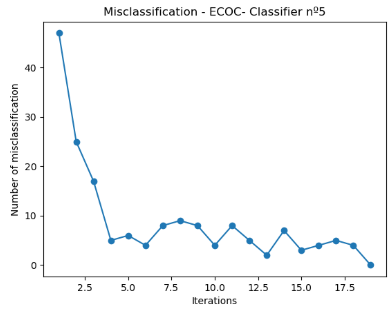 Misclassification - ECOC- Classifier nº5
Number of misclassification
40
30
20
10
0
2.5 5.0 7.5 10.0 12.5 15.0 17.5
Iterations